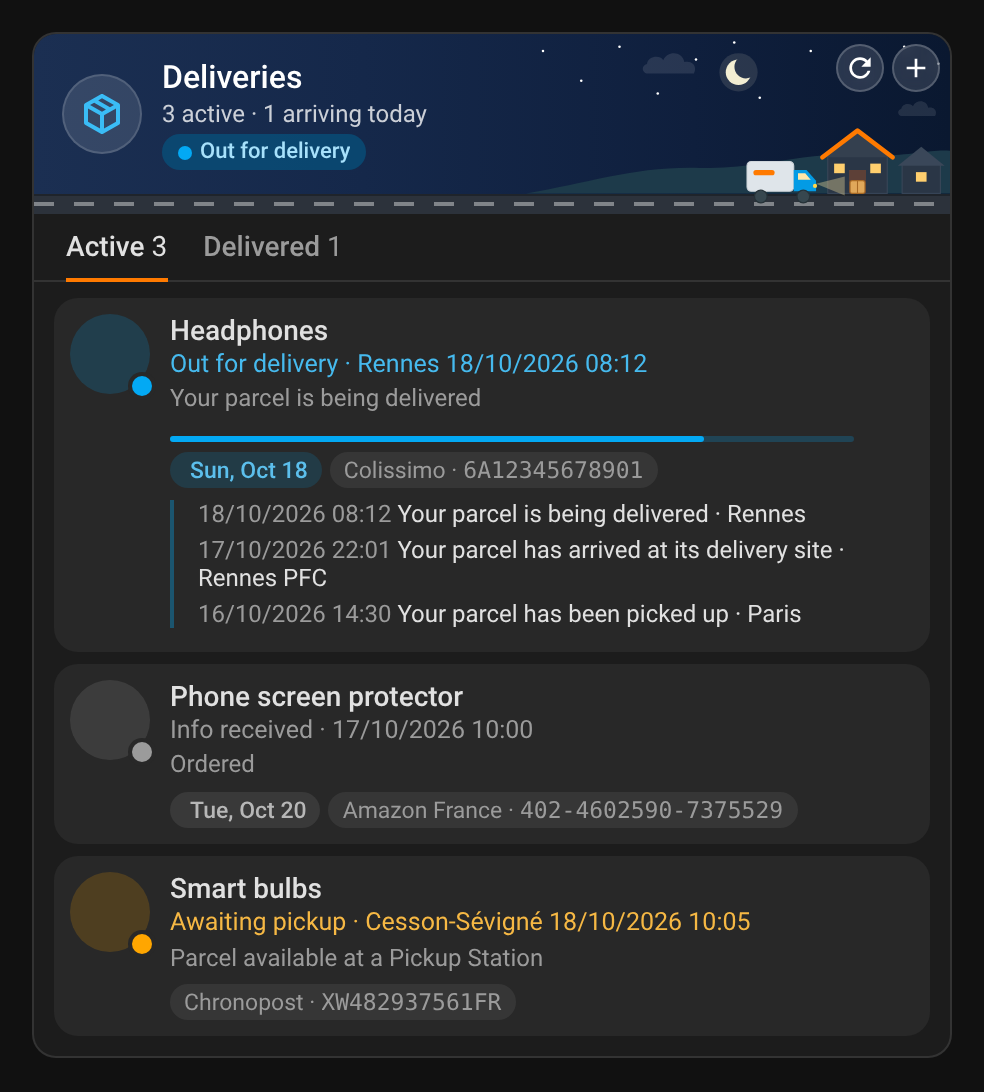 Deliveries
3 active · 1 arriving today
Out for delivery
Active 3
Delivered 1
Headphones
Out for delivery · Rennes 18/10/2026 08:12
Your parcel is being delivered
Sun, Oct 18
Colissimo · 6A12345678901
18/10/2026 08:12 Your parcel is being delivered · Rennes
17/10/2026 22:01 Your parcel has arrived at its delivery site ·
Rennes PFC
16/10/2026 14:30 Your parcel has been picked up · Paris
Phone screen protector
Info received · 17/10/2026 10:00
Ordered
Tue, Oct 20
Amazon France · 402-4602590-7375529
Smart bulbs
Awaiting pickup · Cesson-Sévigné 18/10/2026 10:05
Parcel available at a Pickup Station
Chronopost · XW482937561FR